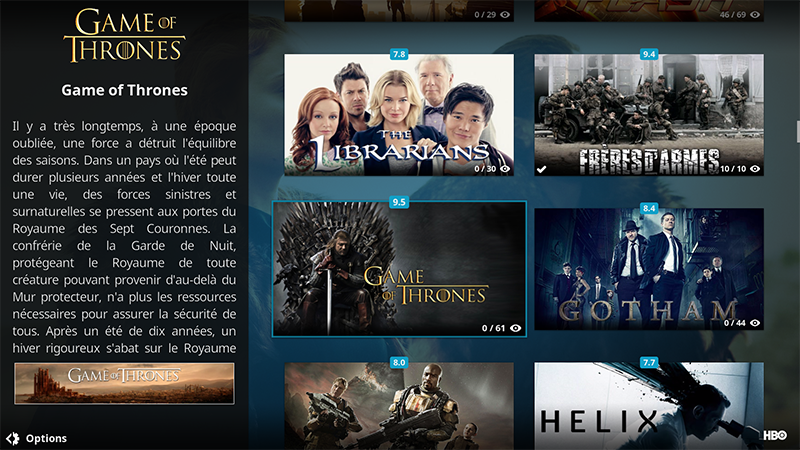 GAME OF
THRONES
Game of Thrones
Il y a très longtemps, à une époque
oubliée, une force a détruit l'équilibre
des saisons. Dans un pays où l'été peut
durer plusieurs années et l'hiver toute
une vie, des forces sinistres et
surnaturelles se pressent aux portes du
Royaume des Sept Couronnes. La
confrérie de la Garde de Nuit,
protégeant le Royaume de toute
créature pouvant provenir d'au-delà du
Mur protecteur, n'a plus les ressources
nécessaires pour assurer la sécurité de
tous. Après un été de dix années, un
hiver rigoureux s'abat sur le Royaume
GAME OF THRONES
Options
0 / 29
46 / 69
7.8
THE
LIBRARIANS
0 / 30
9.4
FRÈRES D'ARMES
10 / 10
9.5
GAME
OF THRONES
0 / 61
8.4
GOTHAM
0 / 44
8.0
7.7
HELIX
HBO